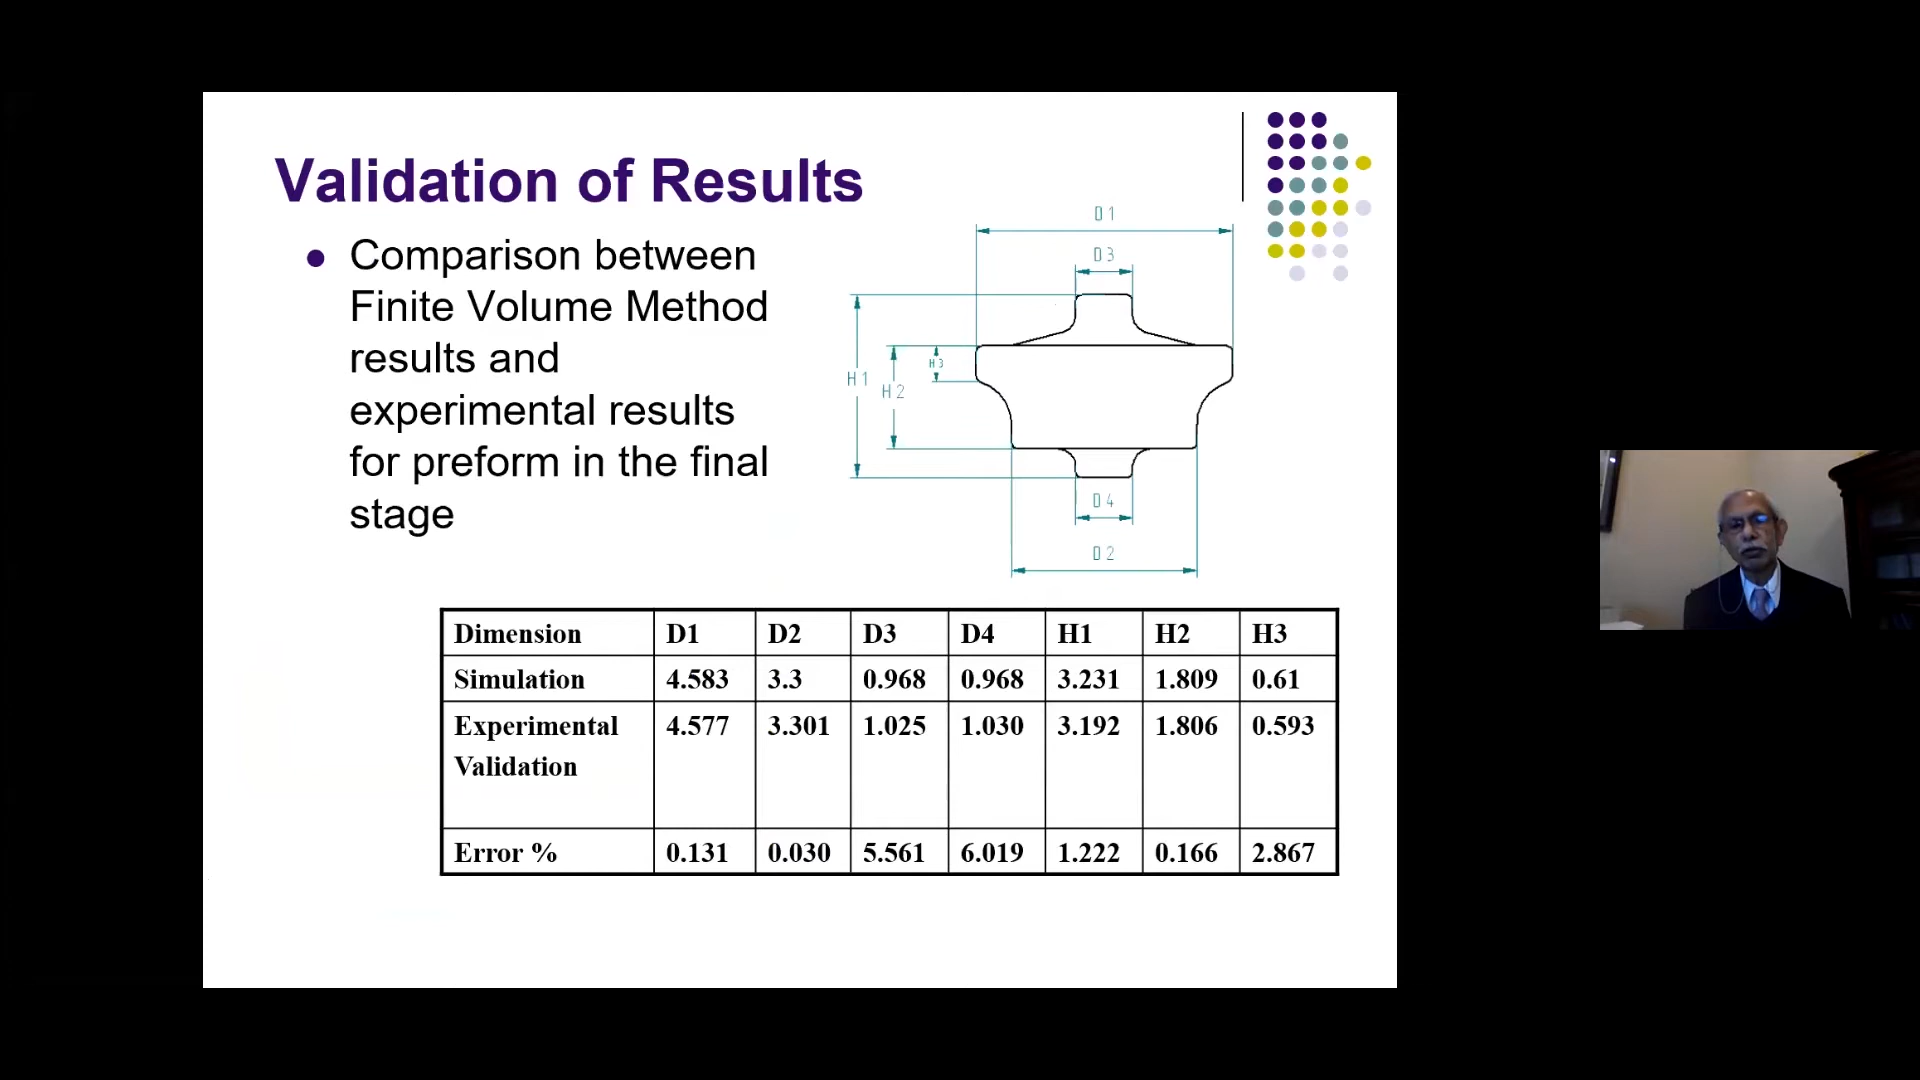 Validation of Results
Comparison between
Finite Volume Method
results and
experimental results
for preform in the final
stage
D1
D3
H3
H1
H2
D4
D2
Dimension D1 D2 D3 D4 H1 H2 H3
Simulation 4.583 3.3 0.968 0.968 3.231 1.809 0.61
Experimental 4.577 3.301 1.025 1.030 3.192 1.806 0.593
Validation
Error % 0.131 0.030 5.561 6.019 1.222 0.166 2.867